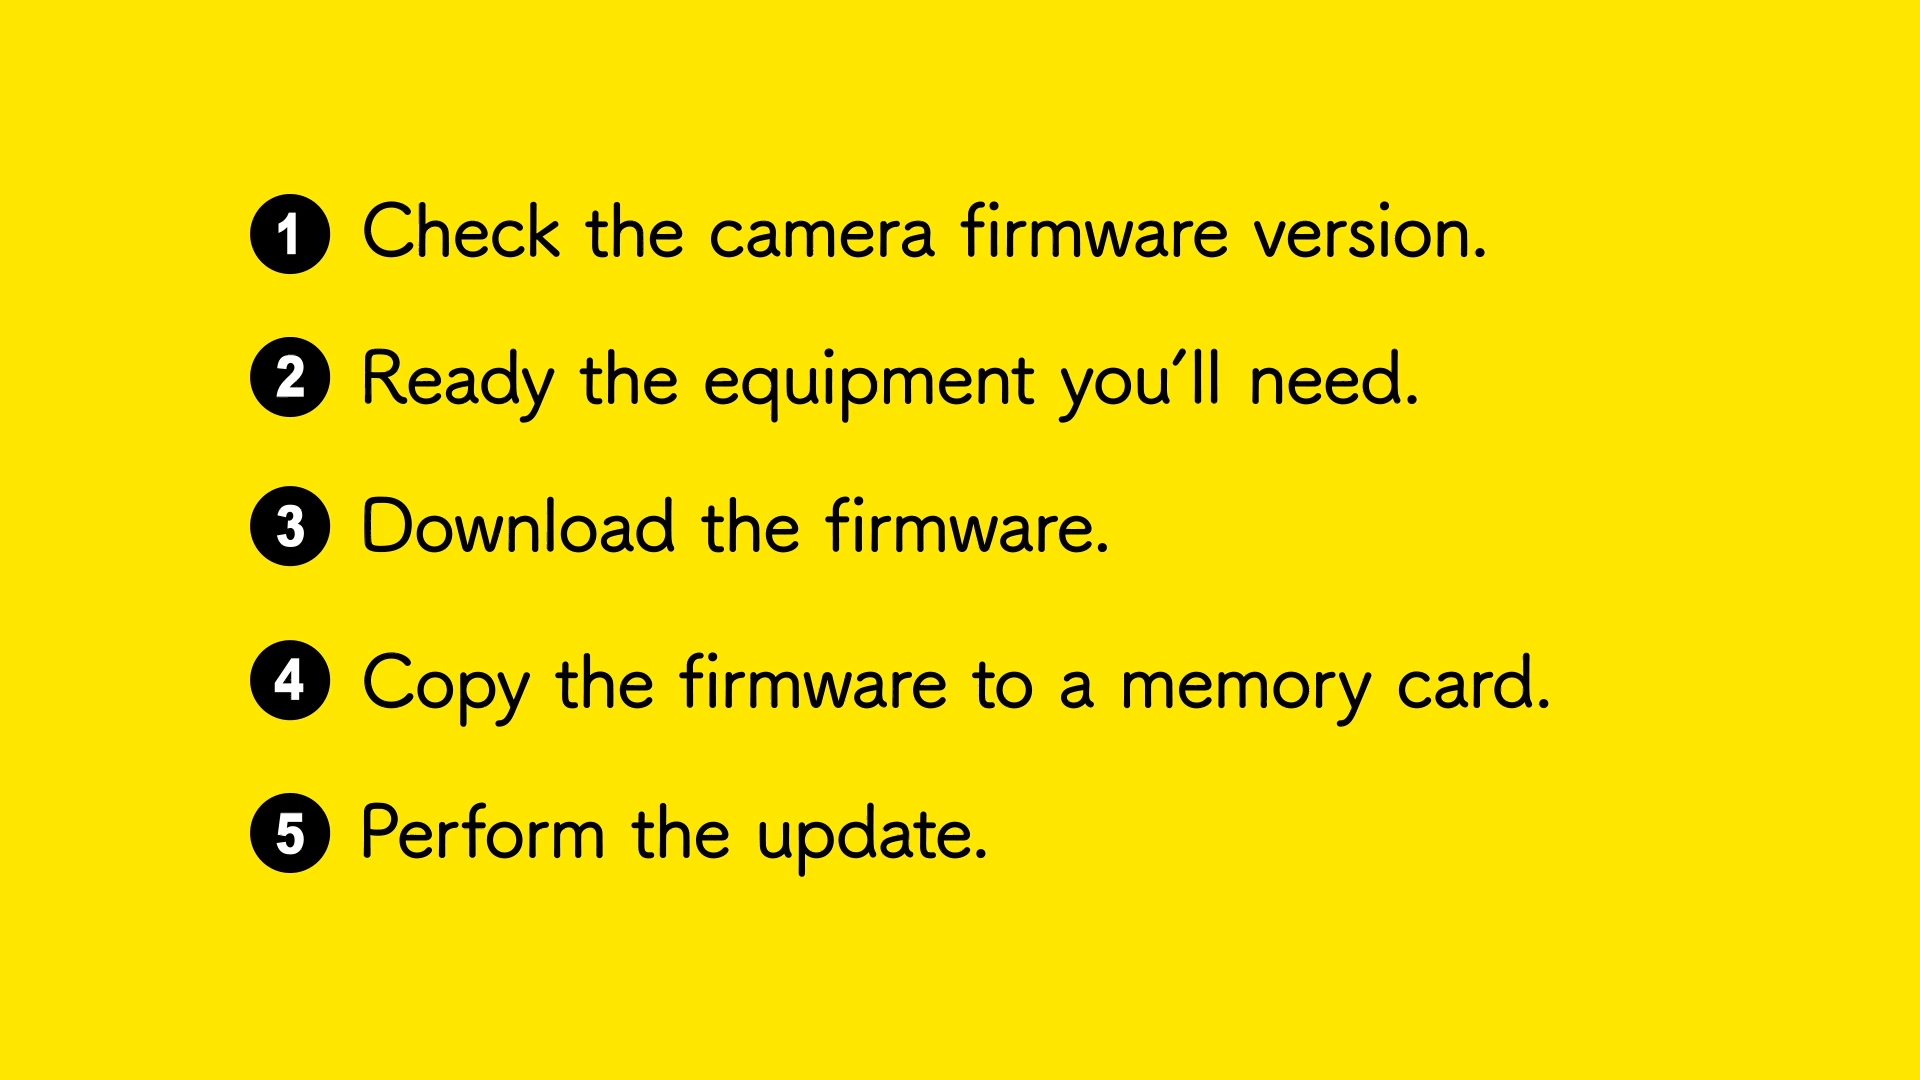 1 Check the camera firmware version.
2 Ready the equipment you'll need.
3 Download the firmware.
4 Copy the firmware to a memory card.
5 Perform the update.